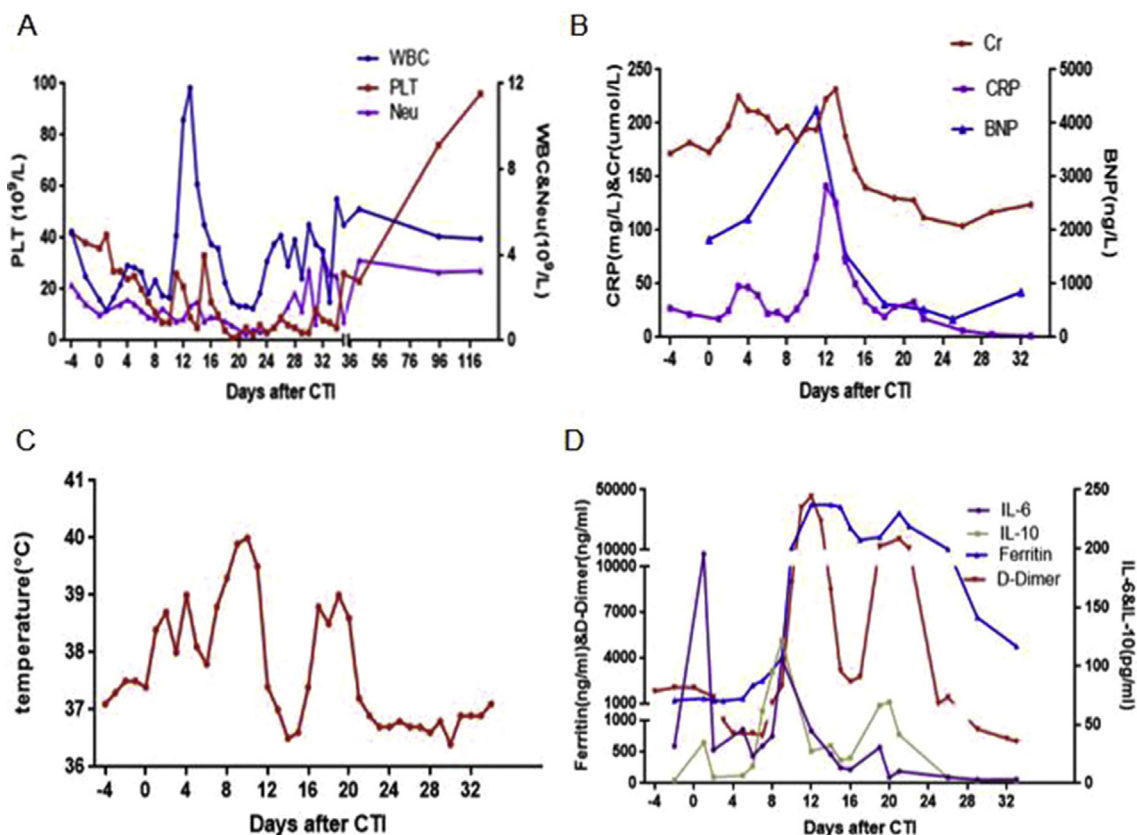 A
WBC
PLT
Neu
PLT (10⁹/L)
100
80
60
40
20
0
12
8
4
0
WBC&Neu(10⁹/L)
-4 0 4 8 12 16 20 24 28 32 36 56 76 96 116
Days after CTI
B
Cr
CRP
BNP
CRP(mg/L)&Cr(umol/L)
250
200
150
100
50
0
5000
4000
3000
2000
1000
0
BNP(ng/L)
-4 0 4 8 12 16 20 24 28 32
Days after CTI
C
temperature(°C)
41
40
39
38
37
36
-4 0 4 8 12 16 20 24 28 32
Days after CTI
D
IL-6
IL-10
Ferritin
D-Dimer
Ferritin(ng/ml)&D-Dimer(ng/ml)
50000
10000
10000
7000
4000
1000
1000
500
0
250
200
150
100
50
0
IL-6&IL-10(pg/ml)
-4 0 4 8 12 16 20 24 28 32
Days after CTI